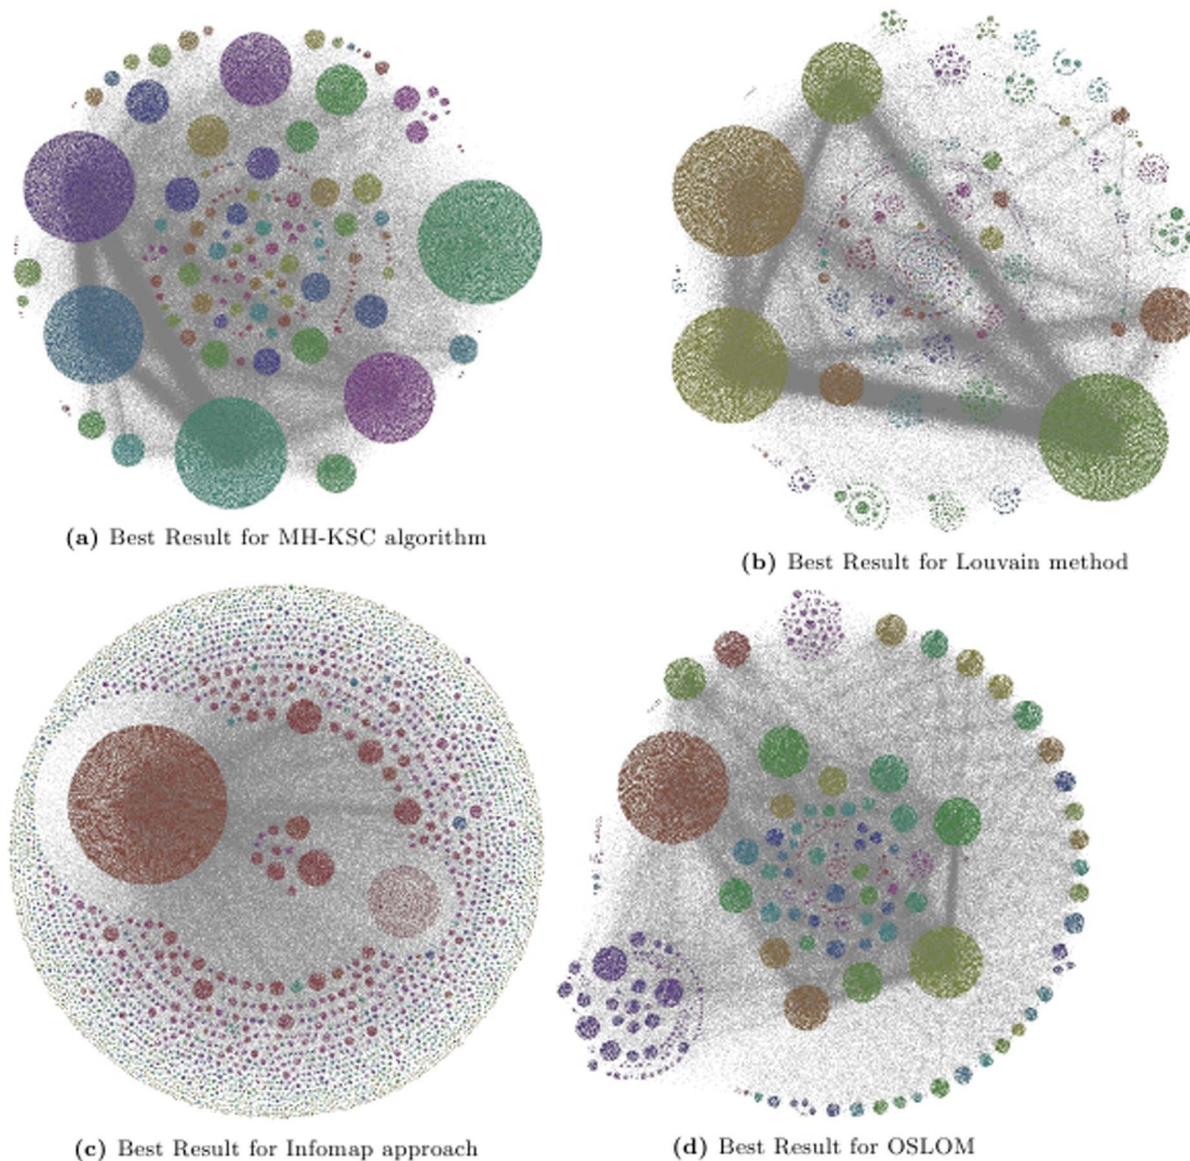 (a) Best Result for MH-KSC algorithm
(b) Best Result for Louvain method
(c) Best Result for Infomap approach
(d) Best Result for OSLOM